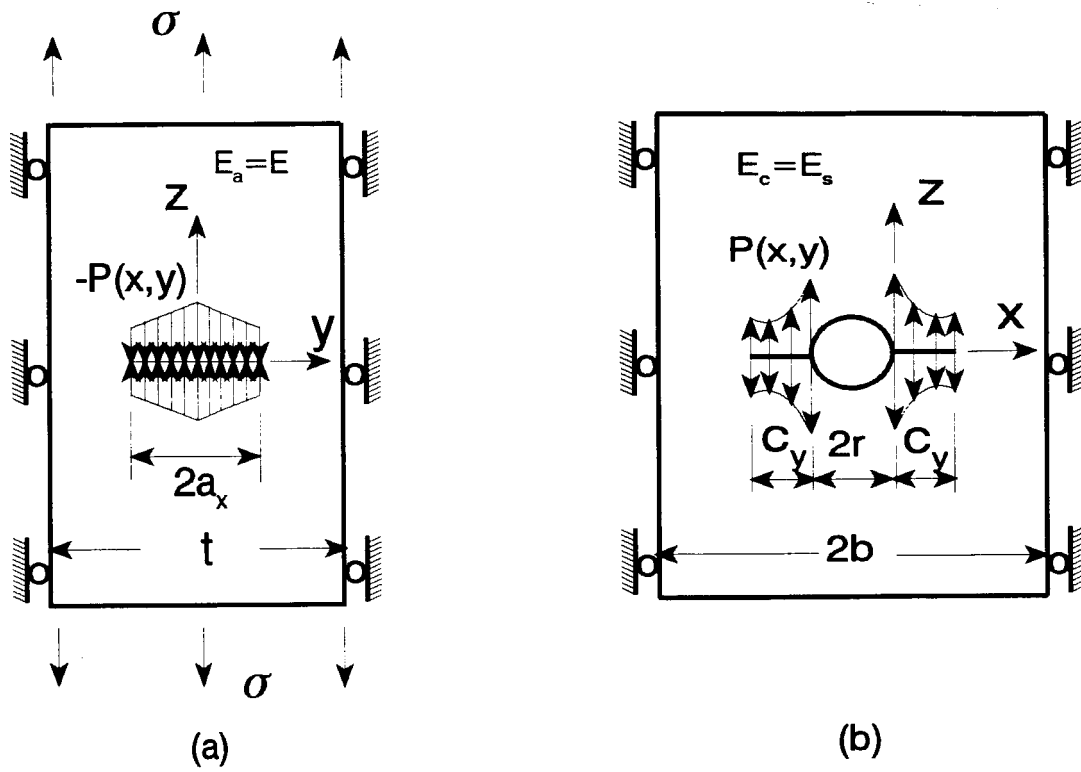 σ
E_a=E
z
-P(x,y)
y
2a_x
t
σ
(a)
E_c=E_s
z
P(x,y)
x
C_y
2r
C_y
2b
(b)